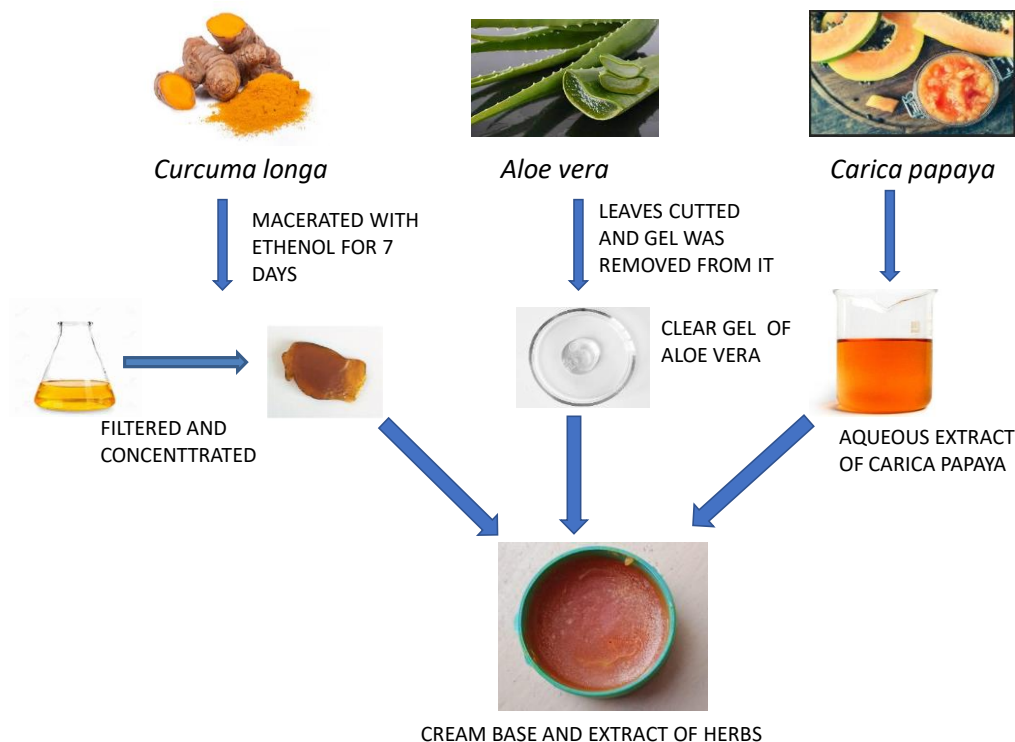 Curcuma longa
Aloe vera
Carica papaya
MACERATED WITH
ETHENOL FOR 7
DAYS
LEAVES CUTTED
AND GEL WAS
REMOVED FROM IT
CLEAR GEL OF
ALOE VERA
FILTERED AND
CONCENTTRATED
AQUEOUS EXTRACT
OF CARICA PAPAYA
CREAM BASE AND EXTRACT OF HERBS